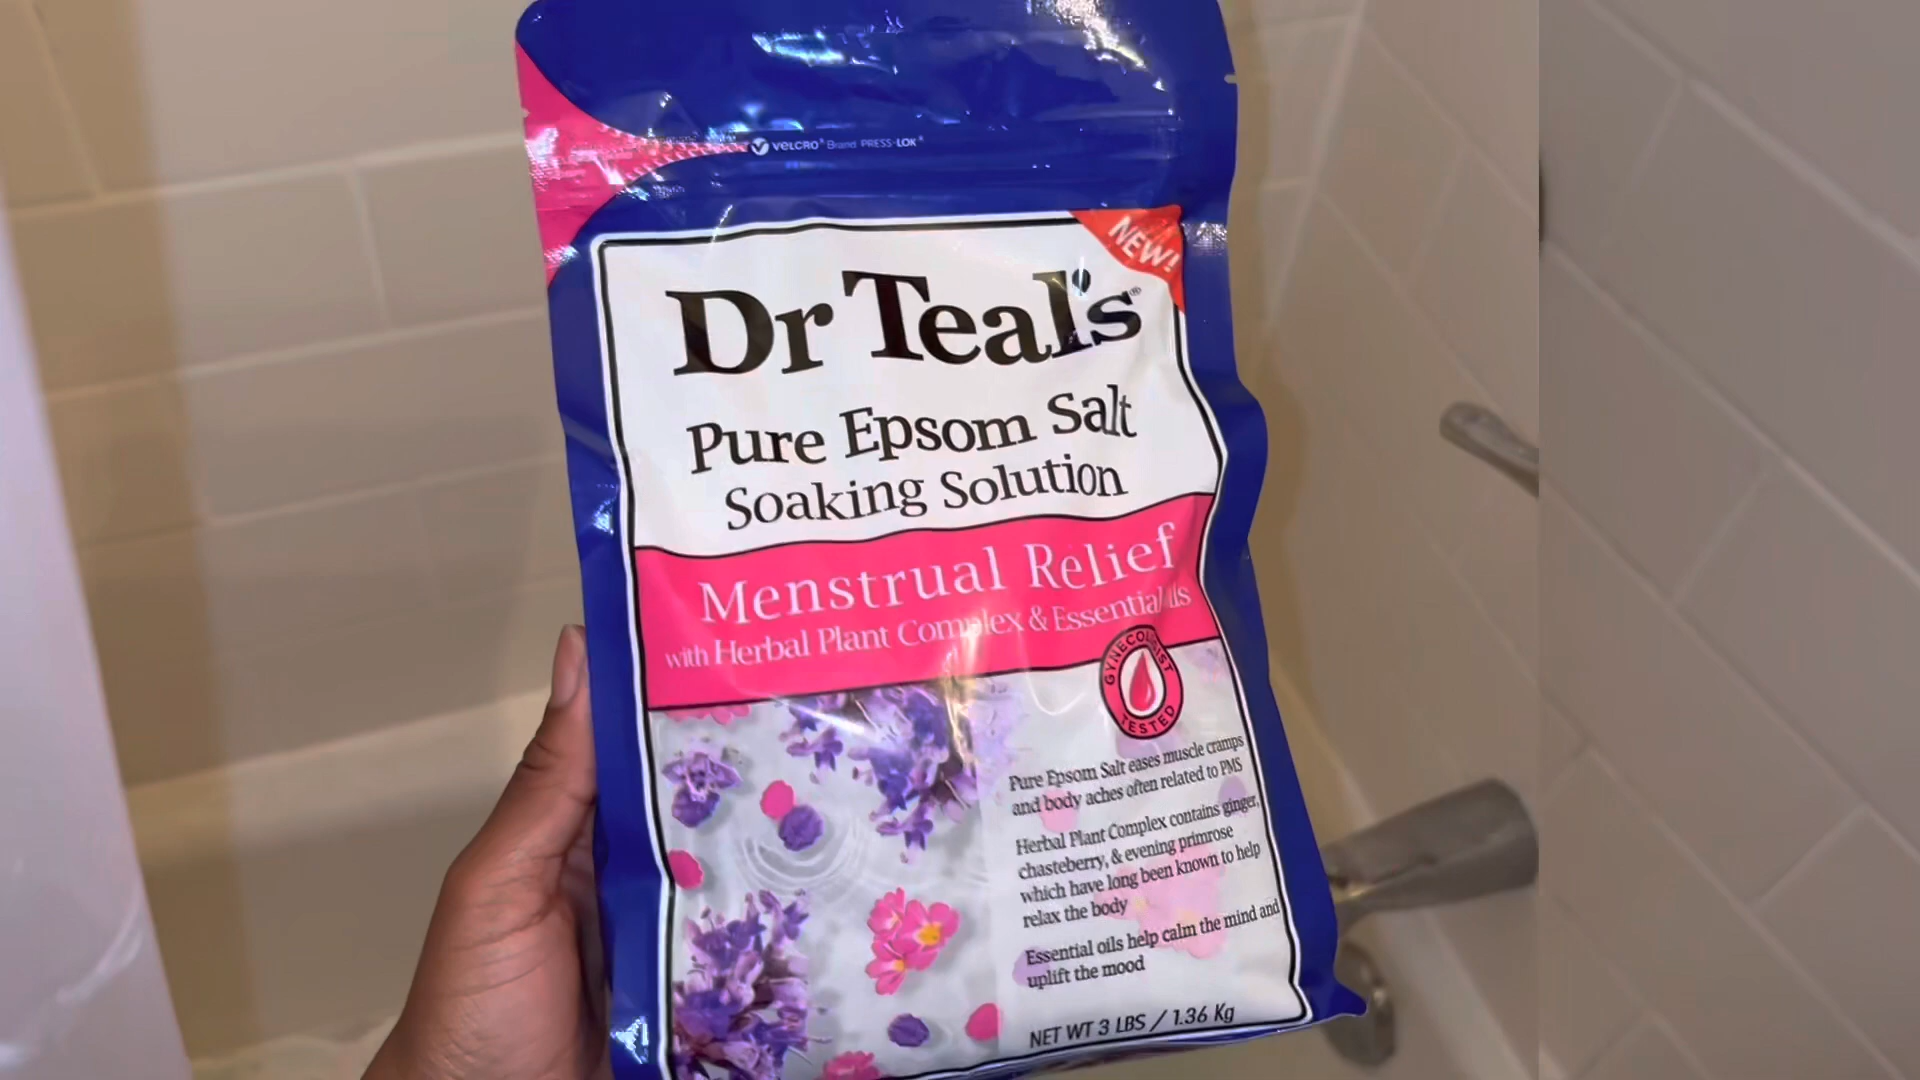 VELCRO® Brand PRESS-LOK®
NEW!
Dr Teal's®
Pure Epsom Salt
Soaking Solution
Menstrual Relief
with Herbal Plant Complex & Essential
GYNECOLOGIST
TESTED
Pure Epsom Salt eases muscle cramps
and body aches often related to PMS
Herbal Plant Complex contains ginger,
chasteberry, & evening primrose
which have long been known to help
relax the body
Essential oils help calm the mind and
uplift the mood
NET WT 3 LBS / 1.36 Kg